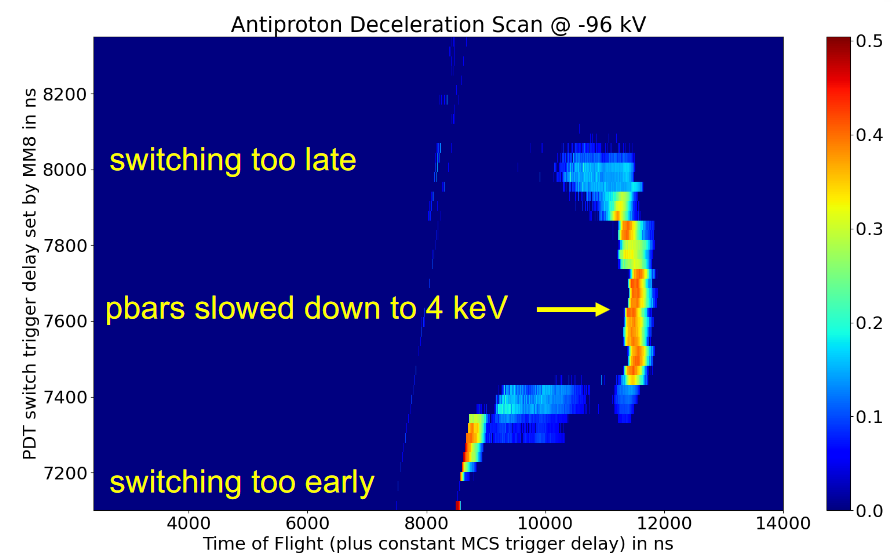 Antiproton Deceleration Scan @ -96 kV
PDT switch trigger delay set by MM8 in ns
8200
8000
7800
7600
7400
7200
switching too late
pbars slowed down to 4 keV
switching too early
4000 6000 8000 10000 12000 14000
Time of Flight (plus constant MCS trigger delay) in ns
0.5
0.4
0.3
0.2
0.1
0.0